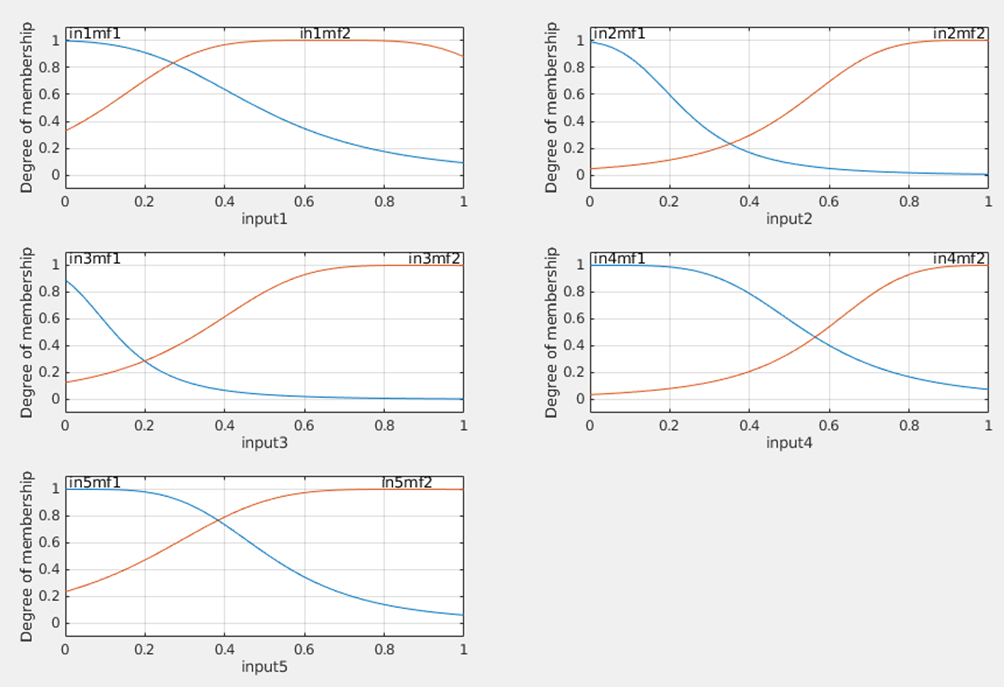 in1mf1 ih1mf2
1
0.8
0.6
0.4
0.2
0
Degree of membership
0 0.2 0.4 0.6 0.8 1
input1
in2mf1 in2mf2
1
0.8
0.6
0.4
0.2
0
Degree of membership
0 0.2 0.4 0.6 0.8 1
input2
in3mf1 in3mf2
1
0.8
0.6
0.4
0.2
0
Degree of membership
0 0.2 0.4 0.6 0.8 1
input3
in4mf1 in4mf2
1
0.8
0.6
0.4
0.2
0
Degree of membership
0 0.2 0.4 0.6 0.8 1
input4
in5mf1 in5mf2
1
0.8
0.6
0.4
0.2
0
Degree of membership
0 0.2 0.4 0.6 0.8 1
input5